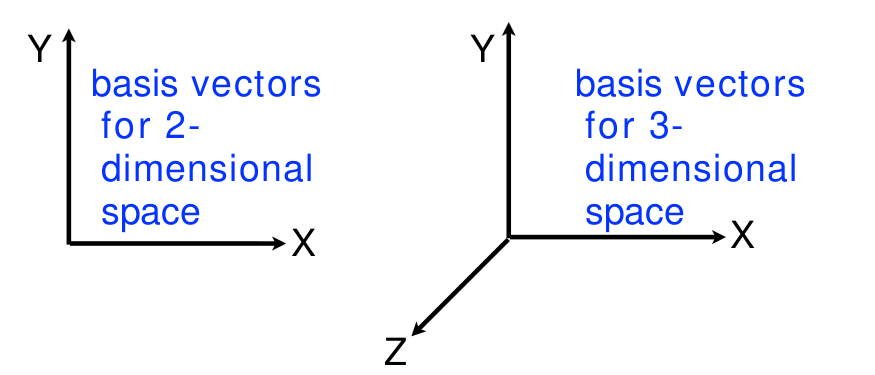 Y
basis vectors
for 2-
dimensional
space
X
Y
basis vectors
for 3-
dimensional
space
X
Z